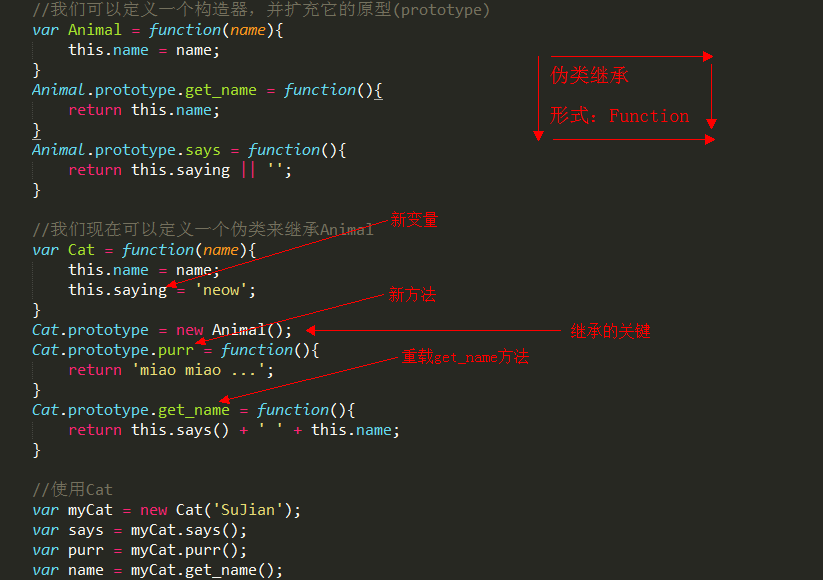 //我们可以定义一个构造器，并扩充它的原型(prototype)
var Animal = function(name){
    this.name = name;
}
Animal.prototype.get_name = function(){
    return this.name;
}
Animal.prototype.says = function(){
    return this.saying || '';
}
伪类继承
形式：Function
//我们现在可以定义一个伪类来继承Animal
新变量
var Cat = function(name){
    this.name = name;
    this.saying = 'neow';
}
新方法
Cat.prototype = new Animal();
继承的关键
Cat.prototype.purr = function(){
重载get_name方法
    return 'miao miao ...';
}
Cat.prototype.get_name = function(){
    return this.says() + ' ' + this.name;
}
//使用Cat
var myCat = new Cat('SuJian');
var says = myCat.says();
var purr = myCat.purr();
var name = myCat.get_name();